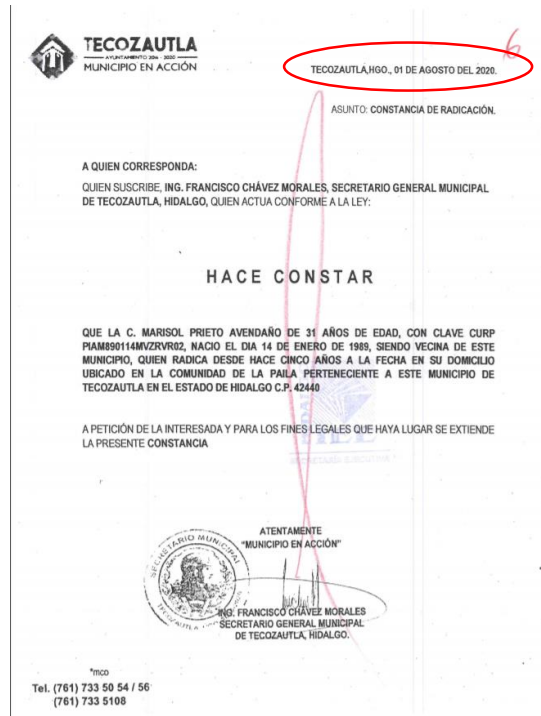 6
TECOZAUTLA
AYUNTAMIENTO 2016 - 2020
MUNICIPIO EN ACCIÓN
TECOZAUTLA,HGO., 01 DE AGOSTO DEL 2020.
ASUNTO: CONSTANCIA DE RADICACIÓN.
A QUIEN CORRESPONDA:
QUIEN SUSCRIBE, ING. FRANCISCO CHÁVEZ MORALES, SECRETARIO GENERAL MUNICIPAL
DE TECOZAUTLA, HIDALGO, QUIEN ACTUA CONFORME A LA LEY:
HACE CONSTAR
QUE LA C. MARISOL PRIETO AVENDAÑO DE 31 AÑOS DE EDAD, CON CLAVE CURP
PIAM890114MVZRVR02, NACIO EL DIA 14 DE ENERO DE 1989, SIENDO VECINA DE ESTE
MUNICIPIO, QUIEN RADICA DESDE HACE CINCO AÑOS A LA FECHA EN SU DOMICILIO
UBICADO EN LA COMUNIDAD DE LA PAILA PERTENECIENTE A ESTE MUNICIPIO DE
TECOZAUTLA EN EL ESTADO DE HIDALGO C.P. 42440
A PETICIÓN DE LA INTERESADA Y PARA LOS FINES LEGALES QUE HAYA LUGAR SE EXTIENDE
LA PRESENTE CONSTANCIA
SECRETARÍA EJECUTIVA
ATENTAMENTE
"MUNICIPIO EN ACCIÓN"
SECRETARIO MUNICIPAL
TECOZAUTLA
ING. FRANCISCO CHÁVEZ MORALES
SECRETARIO GENERAL MUNICIPAL
DE TECOZAUTLA, HIDALGO.
*mco
Tel. (761) 733 50 54 / 56
(761) 733 5108